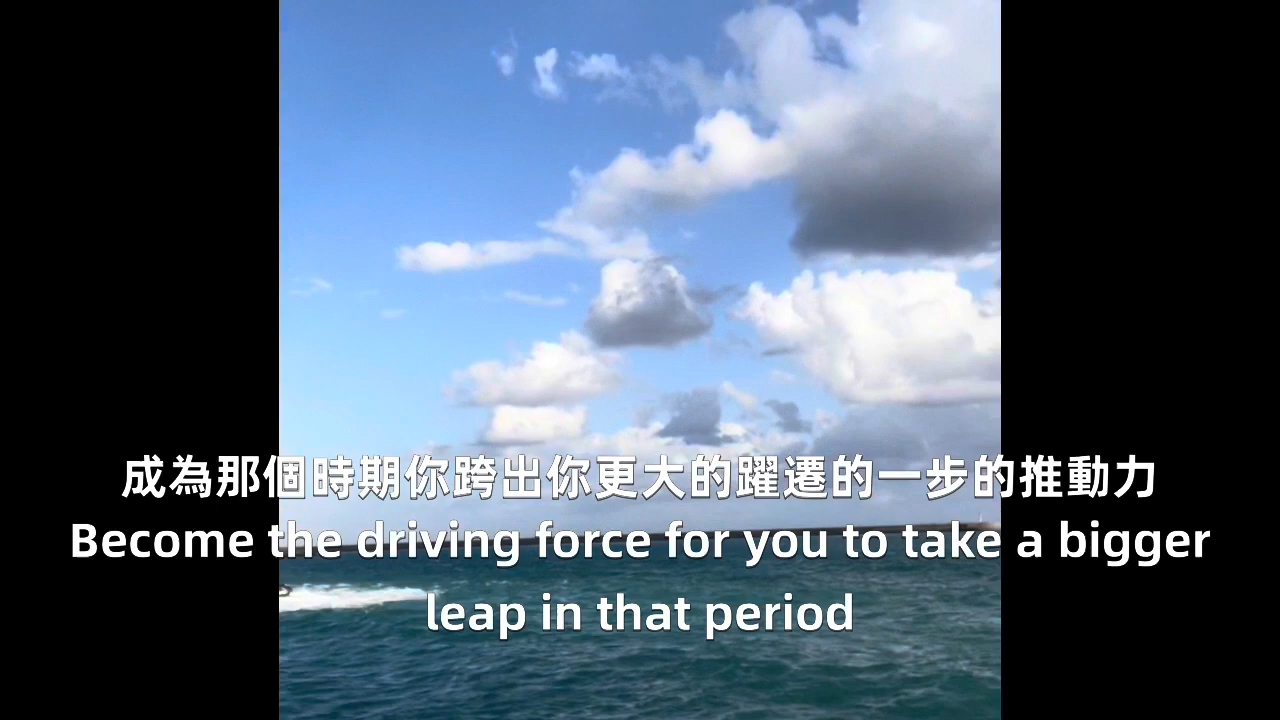 成為那個時期你跨出你更大的躍遷的一步的推動力
Become the driving force for you to take a bigger
leap in that period